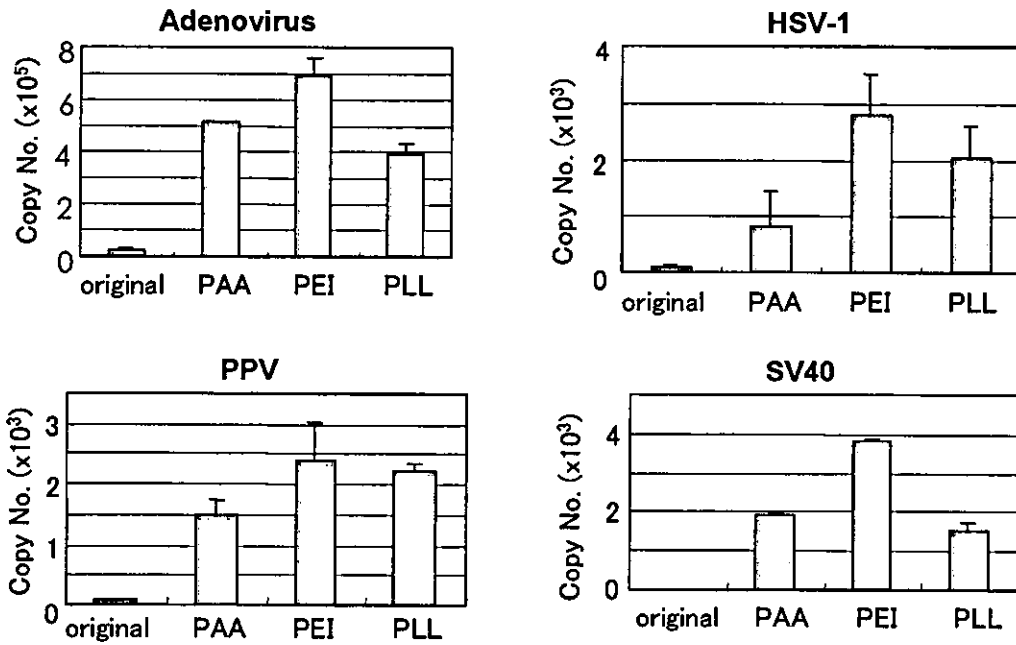 Adenovirus
Copy No. (x10⁵)
8
6
4
2
0
original PAA PEI PLL
HSV-1
Copy No. (x10³)
4
2
0
original PAA PEI PLL
PPV
Copy No. (x10³)
3
2
1
0
original PAA PEI PLL
SV40
Copy No. (x10³)
4
2
0
original PAA PEI PLL